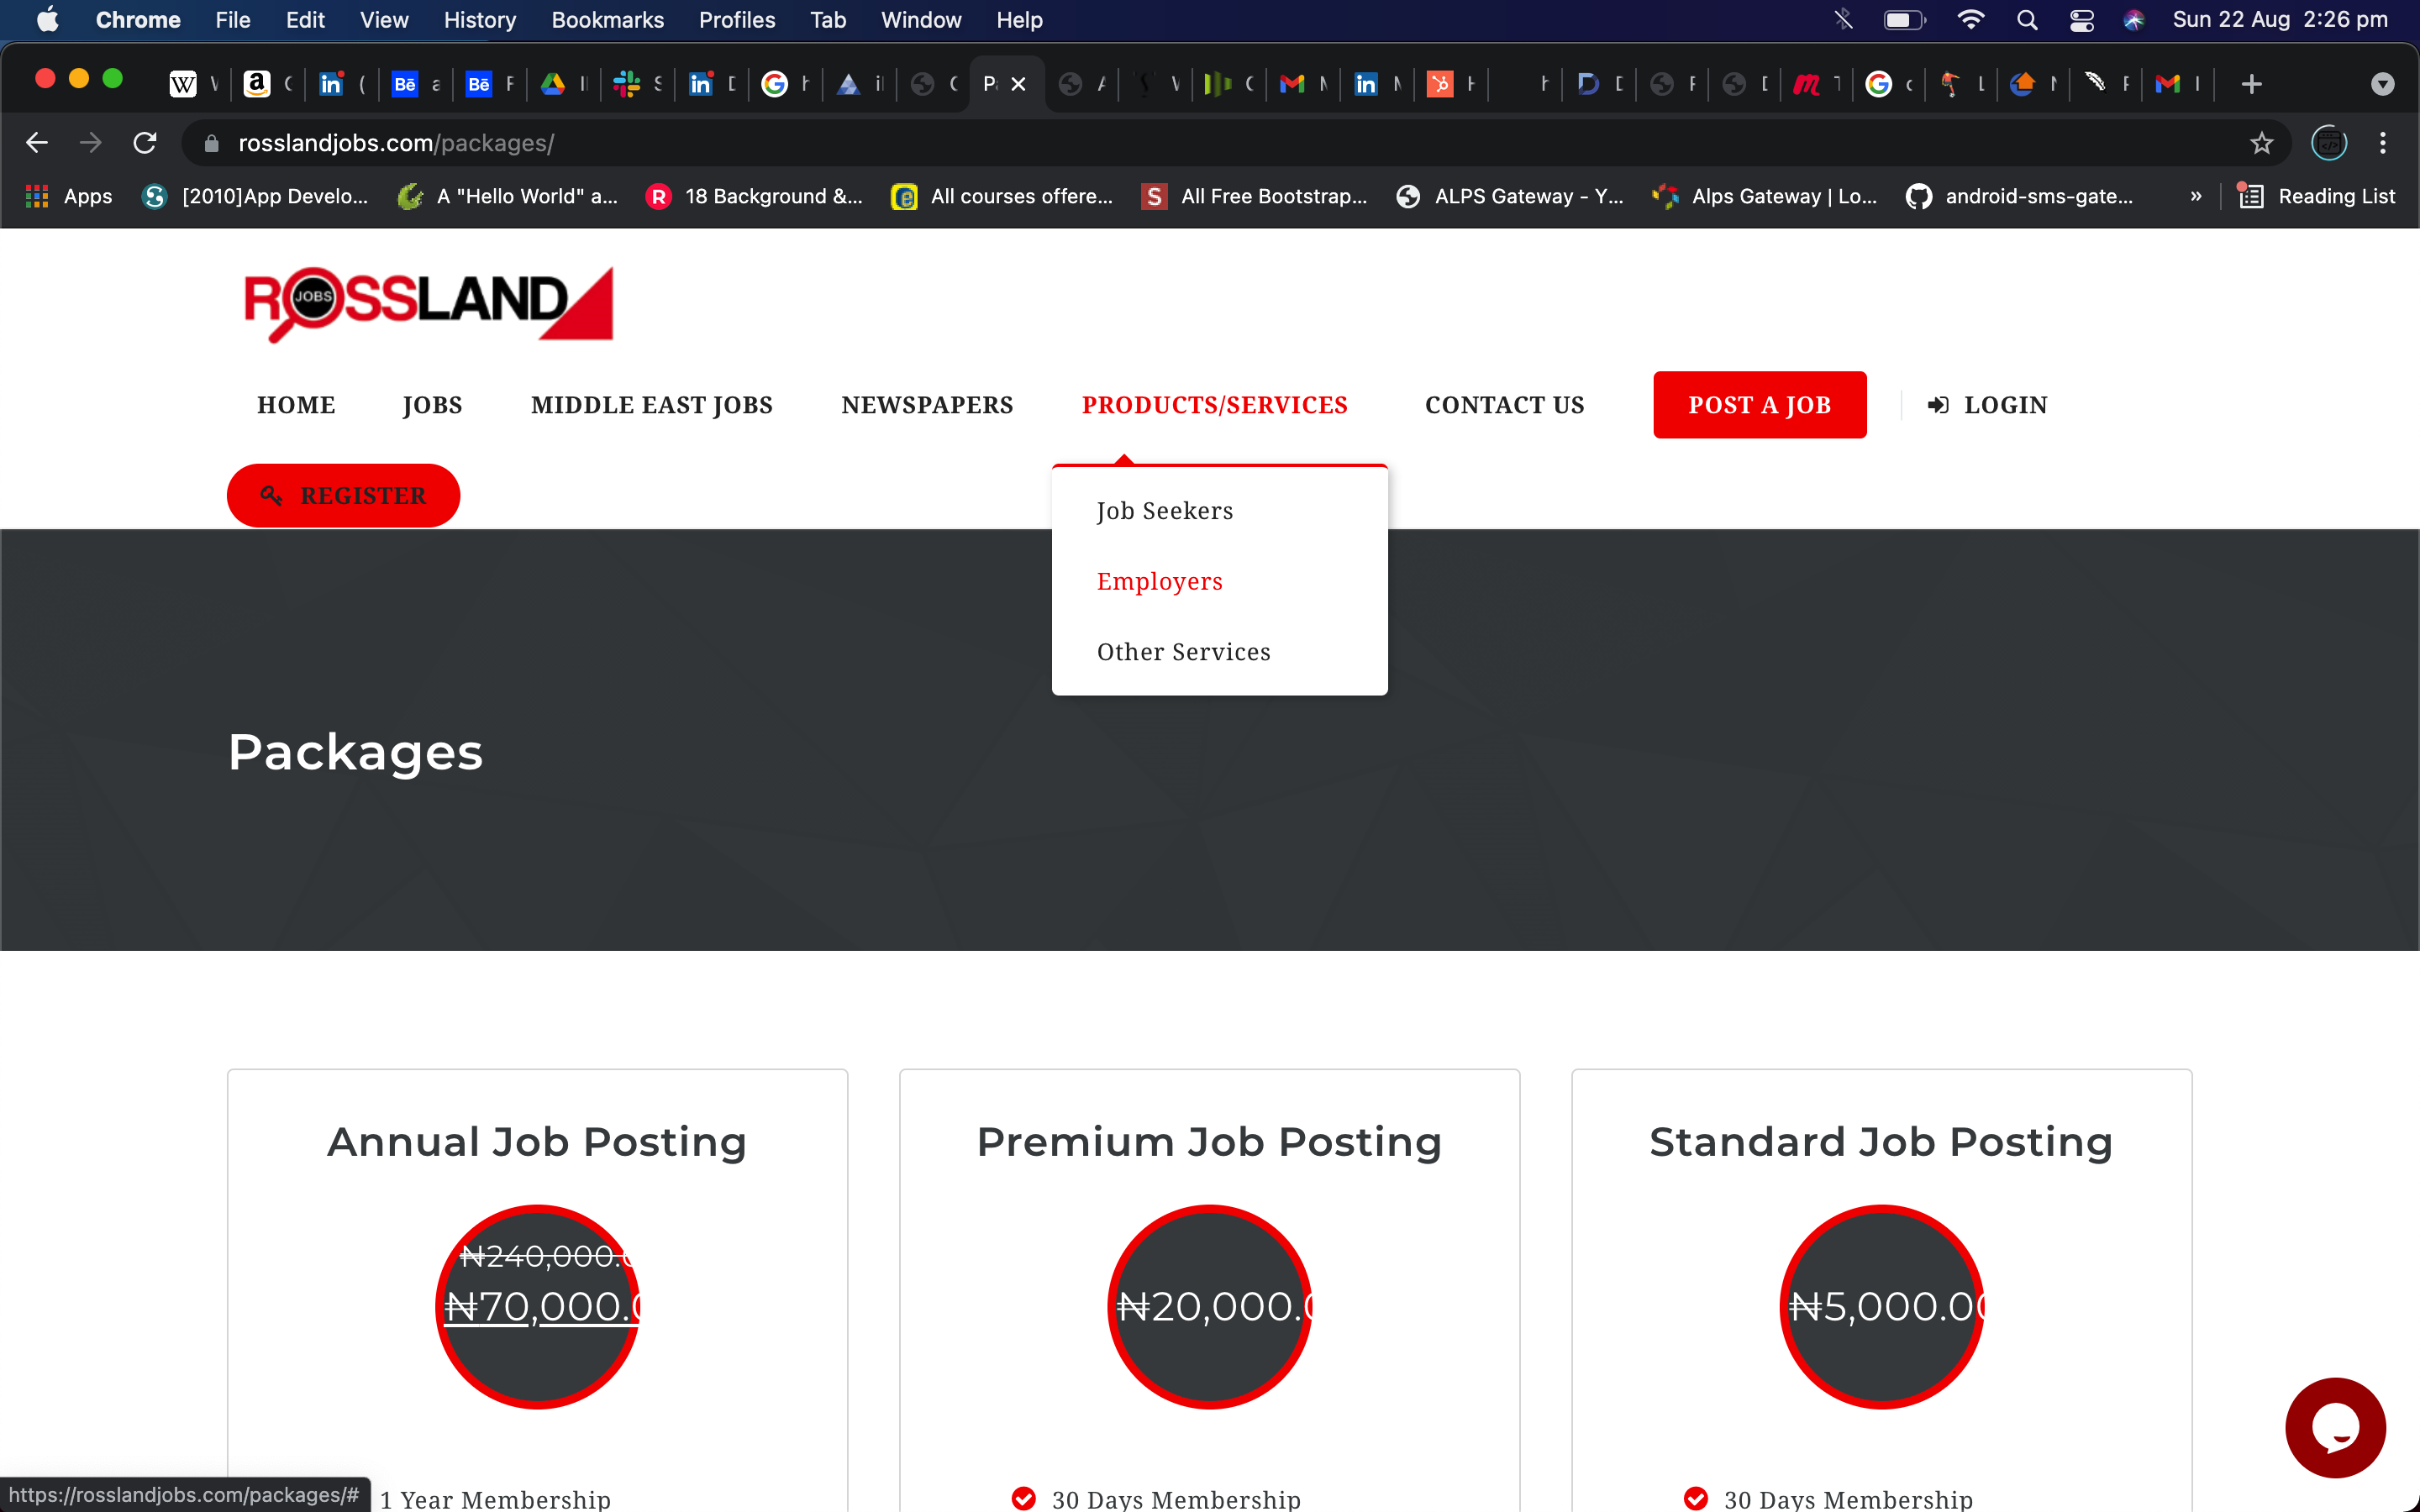 Chrome File Edit View History Bookmarks Profiles Tab Window Help Sun 22 Aug 2:26 pm
rosslandjobs.com/packages/
Apps [2010]App Develo... A "Hello World" a... 18 Background &... All courses offere... All Free Bootstrap... ALPS Gateway - Y... Alps Gateway | Lo... android-sms-gate... » Reading List
ROSSLAND
JOBS
HOME JOBS MIDDLE EAST JOBS NEWSPAPERS PRODUCTS/SERVICES CONTACT US POST A JOB LOGIN
REGISTER
Job Seekers
Employers
Other Services
Packages
Annual Job Posting Premium Job Posting Standard Job Posting
₦240,000.0
₦70,000.0 ₦20,000.00 ₦5,000.00
https://rosslandjobs.com/packages/# 1 Year Membership 30 Days Membership 30 Days Membership